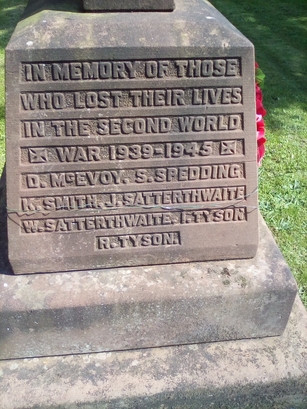 IN MEMORY OF THOSE
WHO LOST THEIR LIVES
IN THE SECOND WORLD
WAR 1939-1945
D. McEVOY. S. SPEDDING
K. SMITH. J. SATTERTHWAITE
W. SATTERTHWAITE. F. TYSON
R. TYSON.